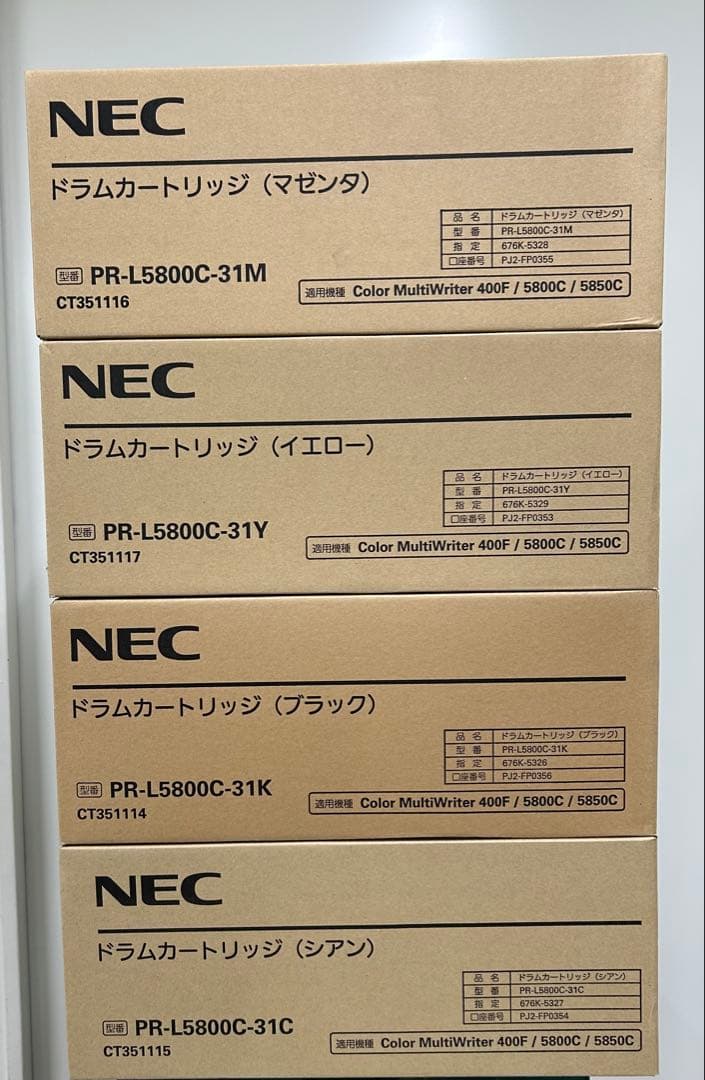 NEC
ドラムカートリッジ（マゼンタ）
品 名 ドラムカートリッジ（マゼンタ）
型 番 PR-L5800C-31M
指 定 676K-5328
口座番号 PJ2-FP0355
型番 PR-L5800C-31M
CT351116
適用機種 Color MultiWriter 400F / 5800C / 5850C
NEC
ドラムカートリッジ（イエロー）
品 名 ドラムカートリッジ（イエロー）
型 番 PR-L5800C-31Y
指 定 676K-5329
口座番号 PJ2-FP0353
型番 PR-L5800C-31Y
CT351117
適用機種 Color MultiWriter 400F / 5800C / 5850C
NEC
ドラムカートリッジ（ブラック）
品 名 ドラムカートリッジ（ブラック）
型 番 PR-L5800C-31K
指 定 676K-5326
口座番号 PJ2-FP0356
型番 PR-L5800C-31K
CT351114
適用機種 Color MultiWriter 400F / 5800C / 5850C
NEC
ドラムカートリッジ（シアン）
品 名 ドラムカートリッジ（シアン）
型 番 PR-L5800C-31C
指 定 676K-5327
口座番号 PJ2-FP0354
型番 PR-L5800C-31C
CT351115
適用機種 Color MultiWriter 400F / 5800C / 5850C